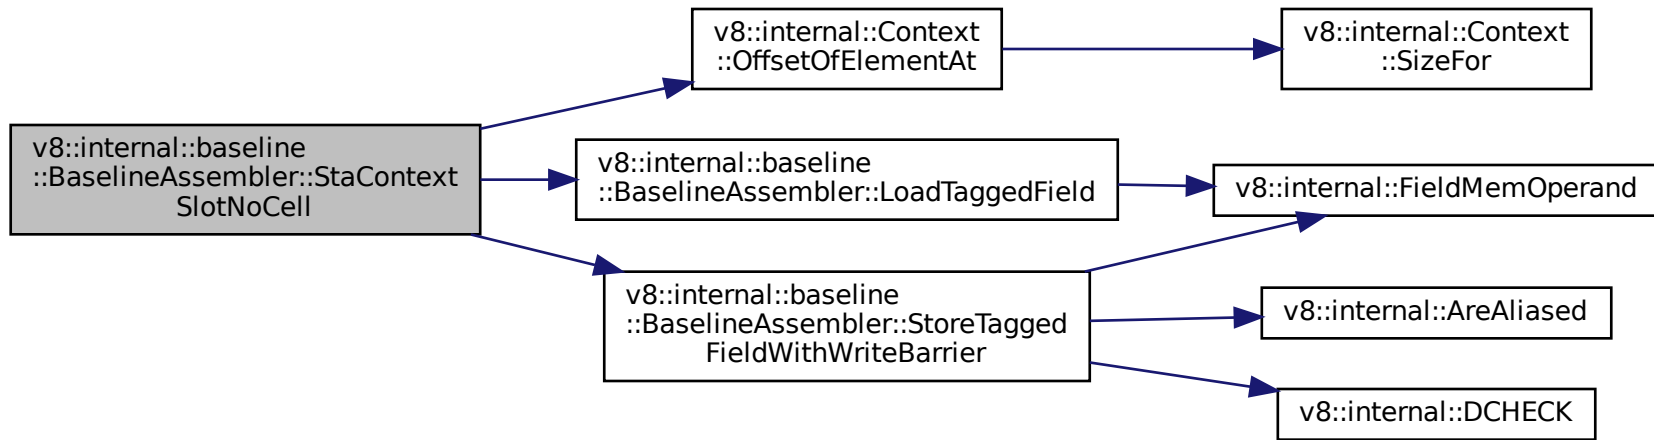 v8::internal::baseline
::BaselineAssembler::StaContext
SlotNoCell
v8::internal::Context
::OffsetOfElementAt
v8::internal::Context
::SizeFor
v8::internal::baseline
::BaselineAssembler::LoadTaggedField
v8::internal::FieldMemOperand
v8::internal::baseline
::BaselineAssembler::StoreTagged
FieldWithWriteBarrier
v8::internal::AreAliased
v8::internal::DCHECK